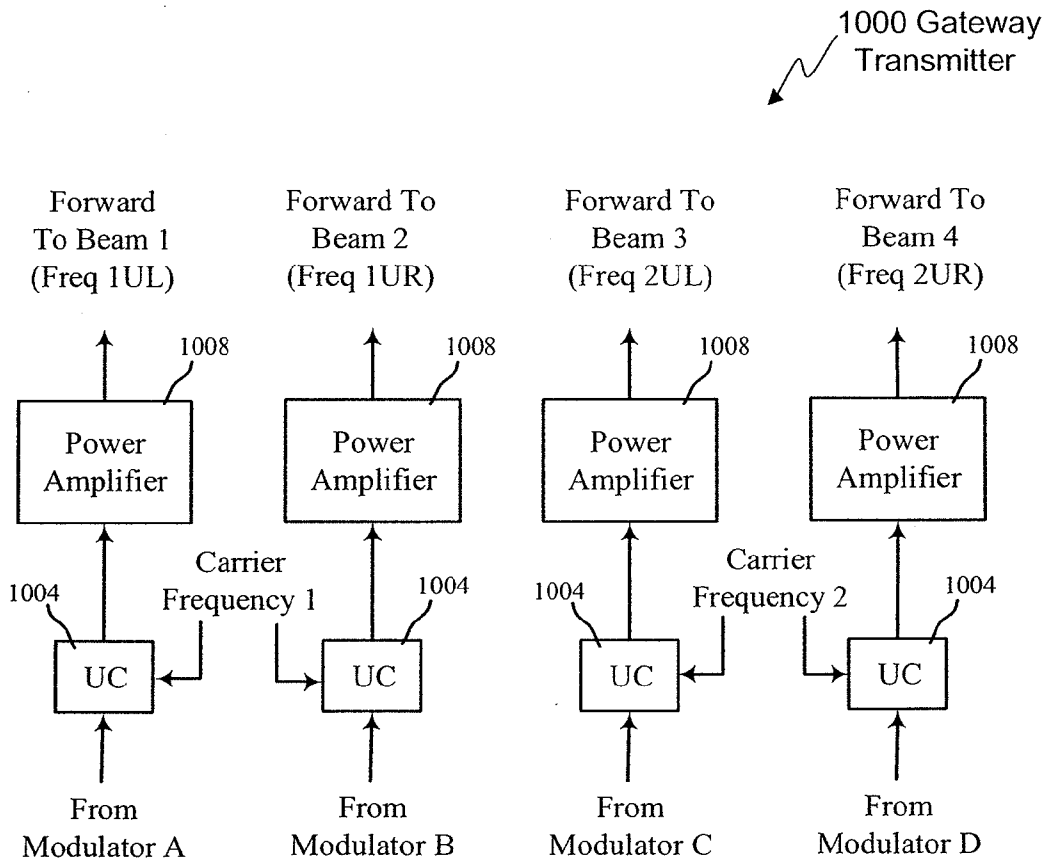 1000 Gateway
Transmitter
Forward
To Beam 1
(Freq 1UL)
Forward To
Beam 2
(Freq 1UR)
Forward To
Beam 3
(Freq 2UL)
Forward To
Beam 4
(Freq 2UR)
1008
1008
1008
1008
Power
Amplifier
Power
Amplifier
Power
Amplifier
Power
Amplifier
Carrier
Frequency 1
Carrier
Frequency 2
1004
1004
1004
1004
UC
UC
UC
UC
From
Modulator A
From
Modulator B
From
Modulator C
From
Modulator D